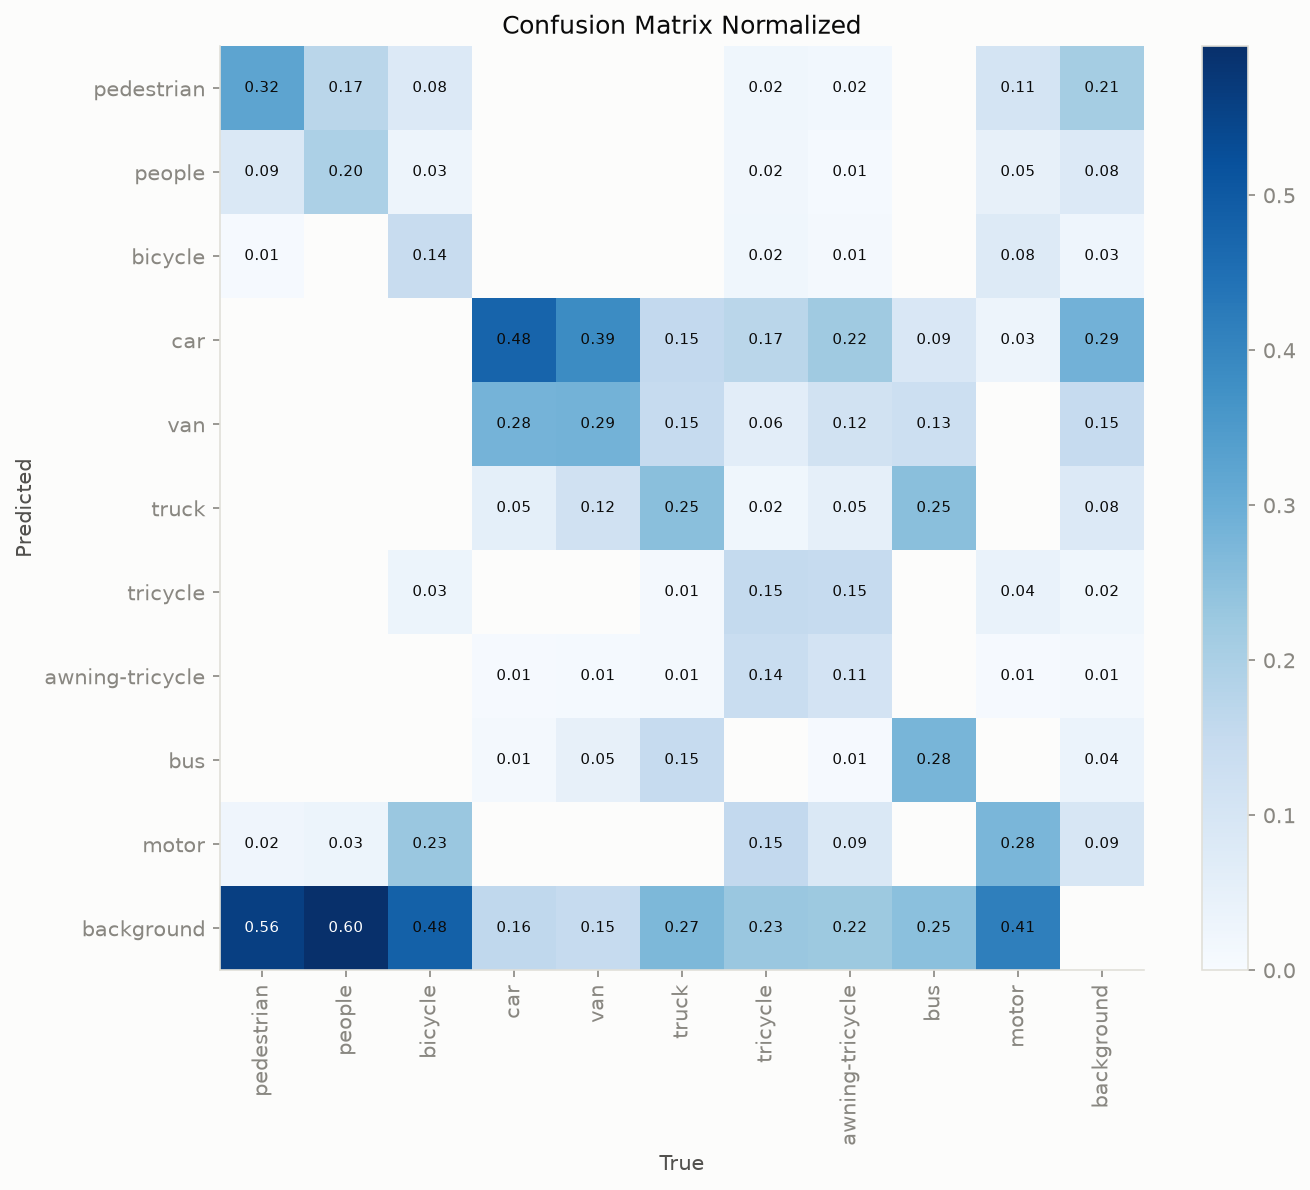 Confusion Matrix Normalized
Predicted
pedestrian 0.32 0.17 0.08 0.02 0.02 0.11 0.21
people 0.09 0.20 0.03 0.02 0.01 0.05 0.08
bicycle 0.01 0.14 0.02 0.01 0.08 0.03
car 0.48 0.39 0.15 0.17 0.22 0.09 0.03 0.29
van 0.28 0.29 0.15 0.06 0.12 0.13 0.15
truck 0.05 0.12 0.25 0.02 0.05 0.25 0.08
tricycle 0.03 0.01 0.15 0.15 0.04 0.02
awning-tricycle 0.01 0.01 0.01 0.14 0.11 0.01 0.01
bus 0.01 0.05 0.15 0.01 0.28 0.04
motor 0.02 0.03 0.23 0.15 0.09 0.28 0.09
background 0.56 0.60 0.48 0.16 0.15 0.27 0.23 0.22 0.25 0.41
pedestrian
people
bicycle
car
van
truck
tricycle
awning-tricycle
bus
motor
background
True
0.5
0.4
0.3
0.2
0.1
0.0